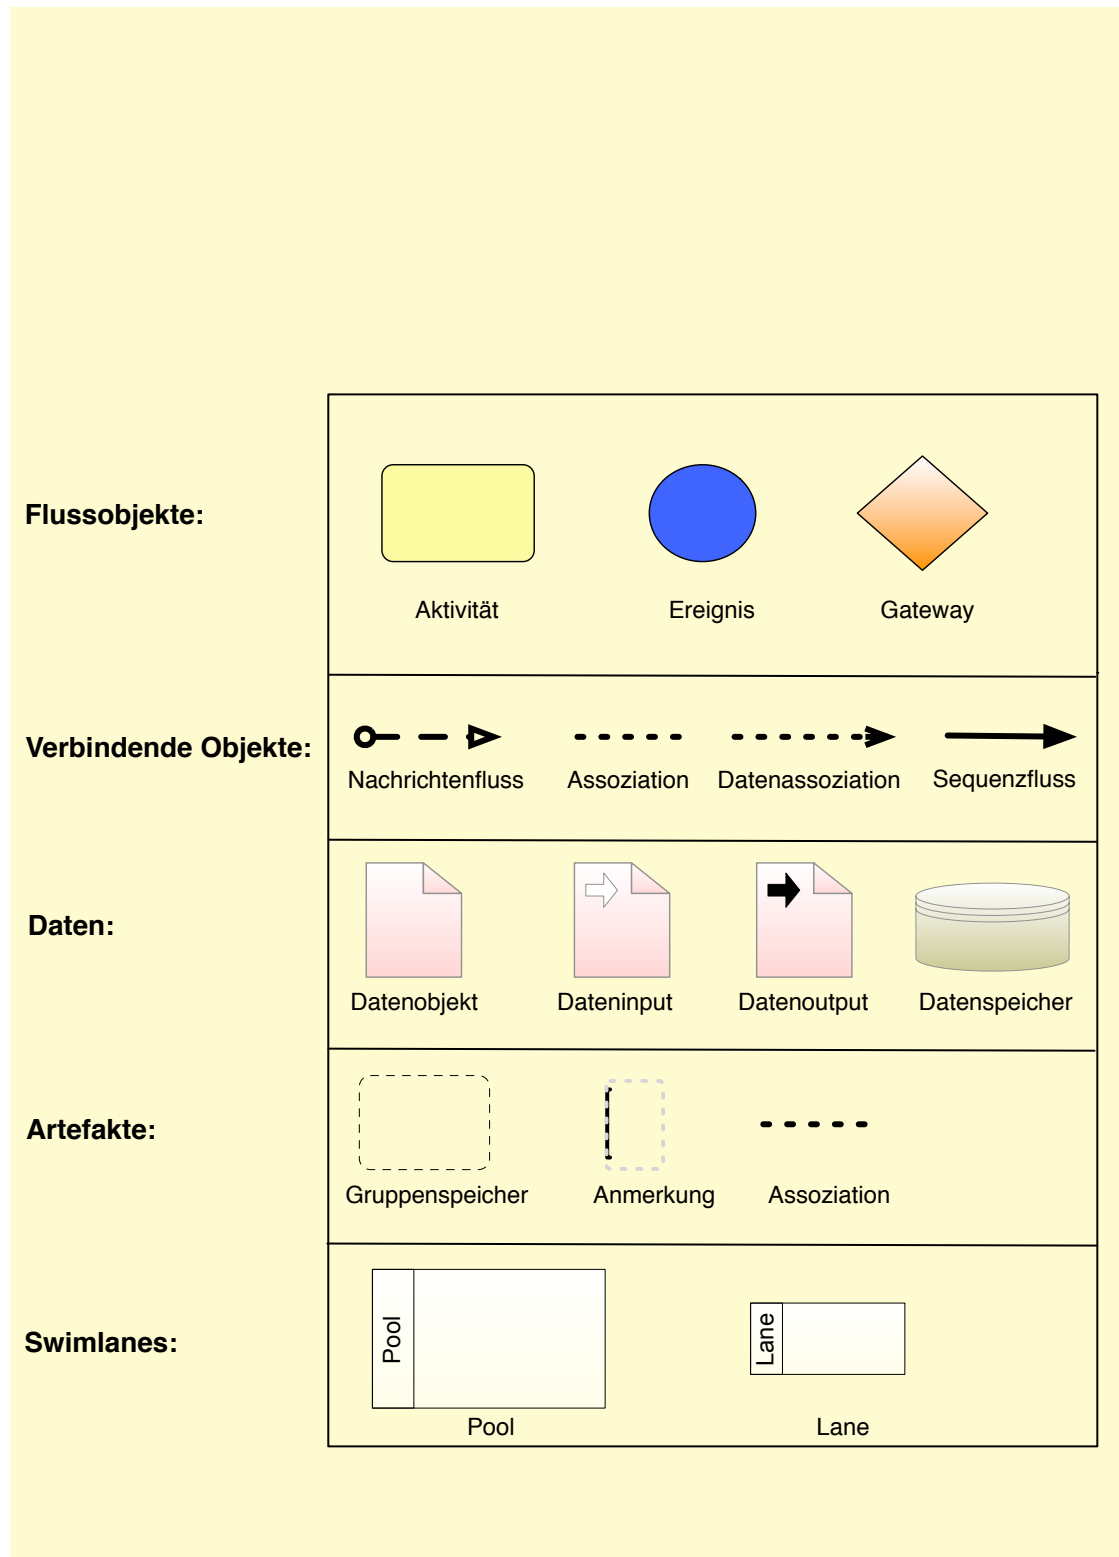 Flussobjekte:
Aktivität
Ereignis
Gateway
Verbindende Objekte:
Nachrichtenfluss
Assoziation
Datenassoziation
Sequenzfluss
Daten:
Datenobjekt
Dateninput
Datenoutput
Datenspeicher
Artefakte:
Gruppenspeicher
Anmerkung
Assoziation
Swimlanes:
Pool
Lane
Pool
Lane